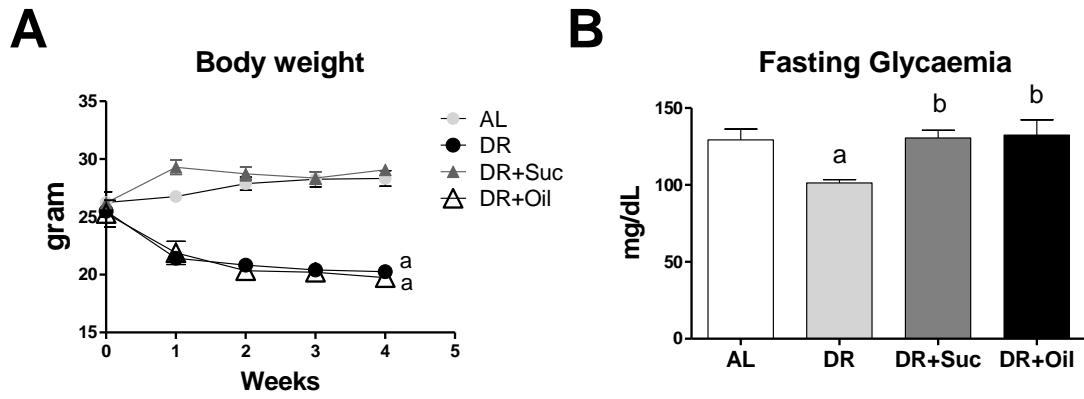 A
Body weight
35
30
25
20
15
gram
0 1 2 3 4 5
Weeks
AL
DR
DR+Suc
DR+Oil
a
a
B
Fasting Glycaemia
150
100
50
0
mg/dL
a
b
b
AL DR DR+Suc DR+Oil